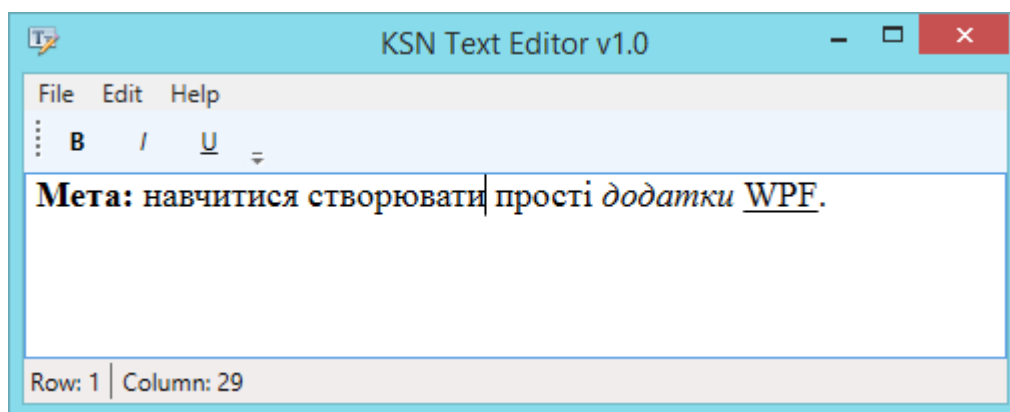 KSN Text Editor v1.0
File Edit Help
B I U
Мета: навчитися створювати прості додатки WPF.
Row: 1 Column: 29